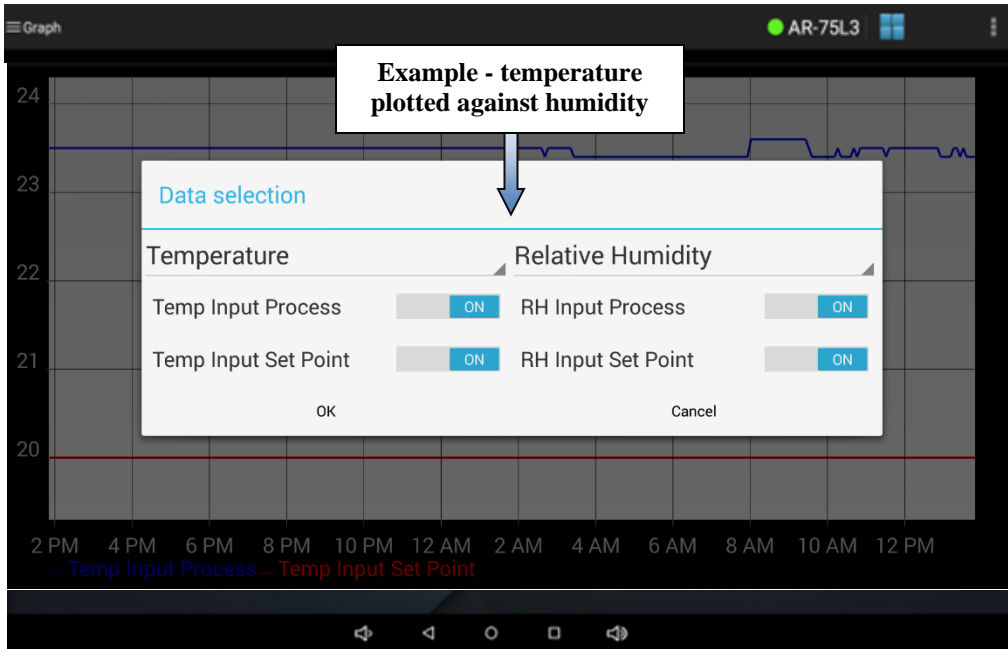 Graph
AR-75L3
Example - temperature
plotted against humidity
24
23
22
21
20
Data selection
Temperature Relative Humidity
Temp Input Process ON RH Input Process ON
Temp Input Set Point ON RH Input Set Point ON
OK Cancel
2 PM 4 PM 6 PM 8 PM 10 PM 12 AM 2 AM 4 AM 6 AM 8 AM 10 AM 12 PM
Temp Input Process Temp Input Set Point